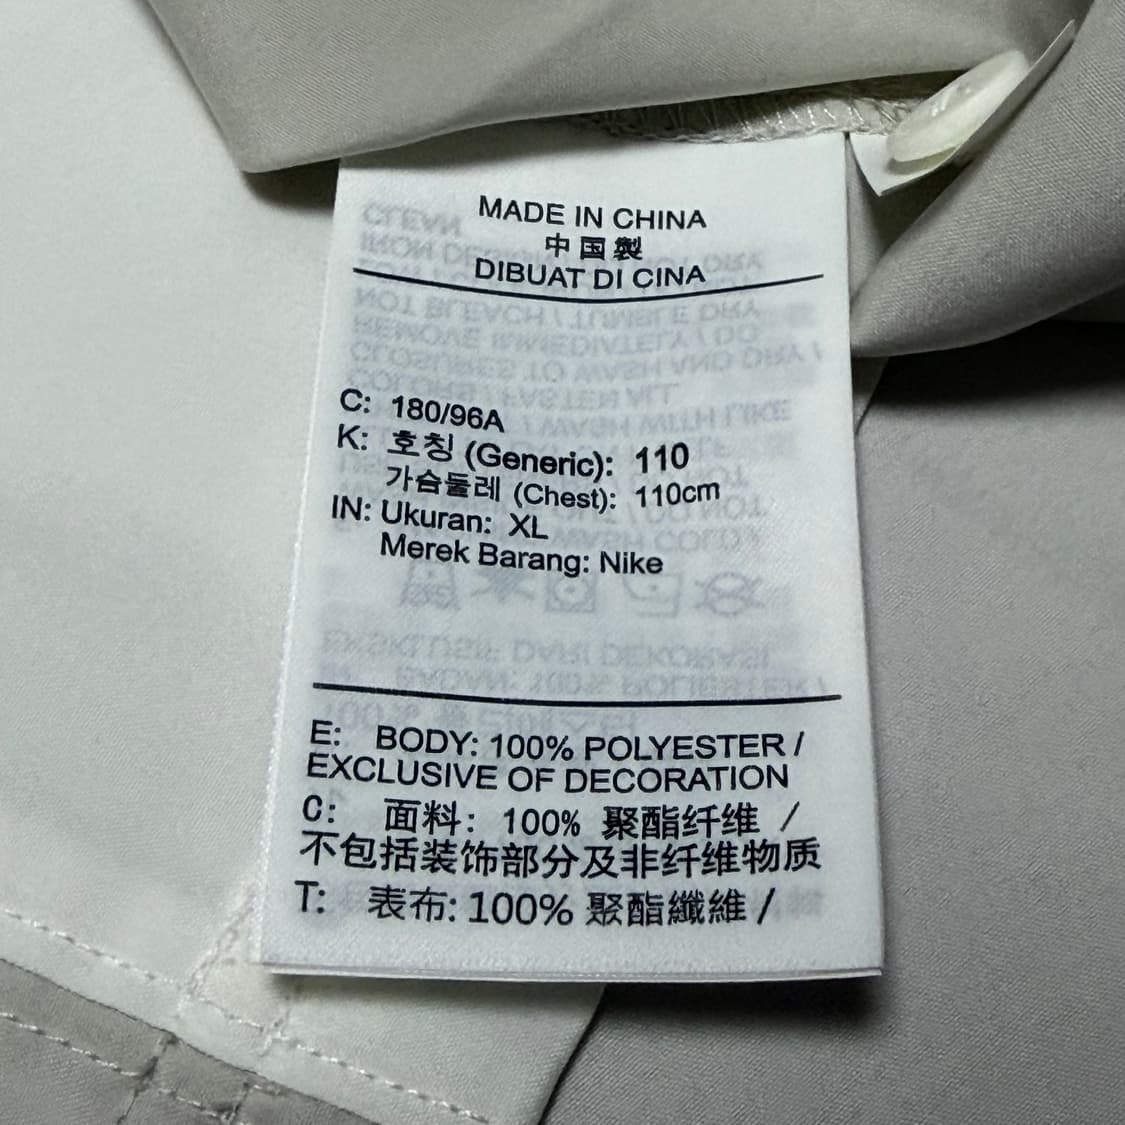 MADE IN CHINA
中国製
DIBUAT DI CINA
C: 180/96A
K: 호칭 (Generic): 110
가슴둘레 (Chest): 110cm
IN: Ukuran: XL
Merek Barang: Nike
E: BODY: 100% POLYESTER /
EXCLUSIVE OF DECORATION
C: 面料: 100% 聚酯纤维 /
不包括装饰部分及非纤维物质
T: 表布: 100% 聚酯纖維 /